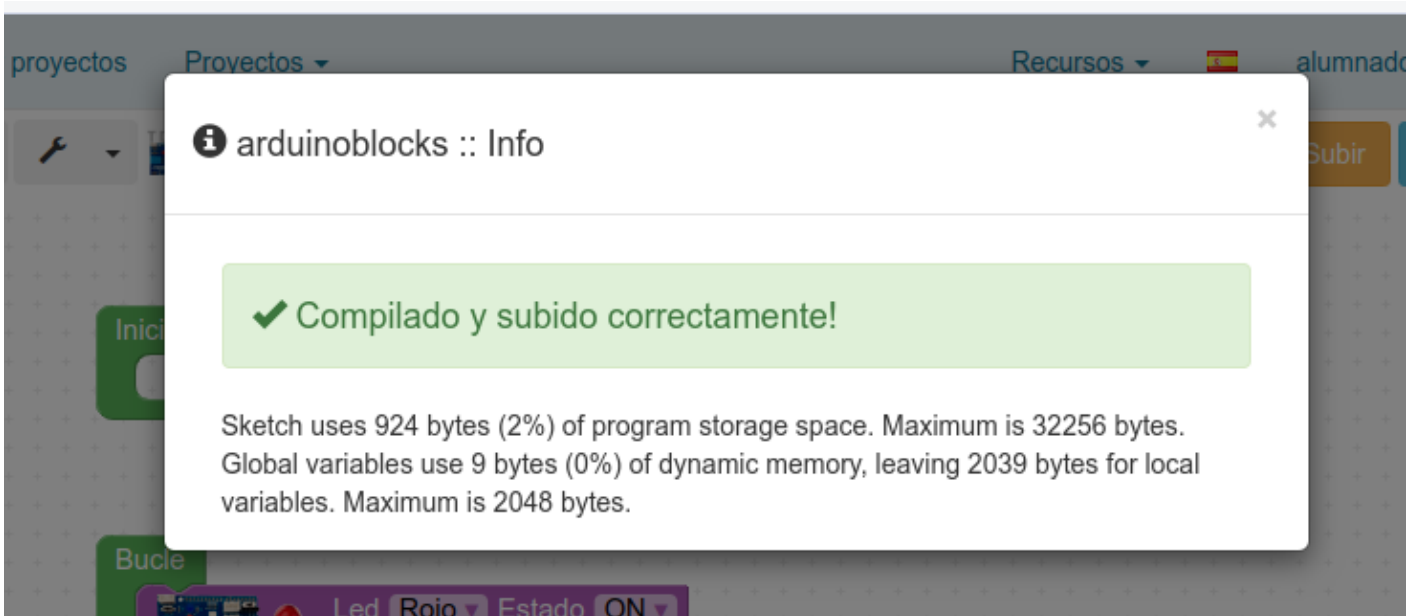 proyectos Proyectos Recursos alumnado
arduinoblocks :: Info ×
Subir
Compilado y subido correctamente!
Sketch uses 924 bytes (2%) of program storage space. Maximum is 32256 bytes.
Global variables use 9 bytes (0%) of dynamic memory, leaving 2039 bytes for local
variables. Maximum is 2048 bytes.
Inici
Bucle
Led Rojo Estado ON